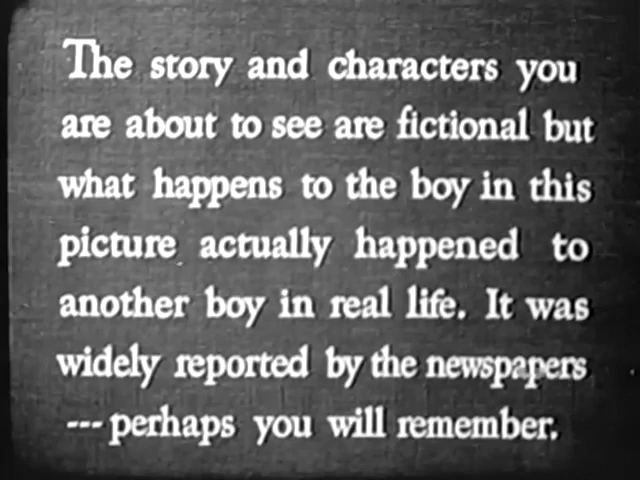 The story and characters you
are about to see are fictional but
what happens to the boy in this
picture actually happened to
another boy in real life. It was
widely reported by the newspapers
--- perhaps you will remember.